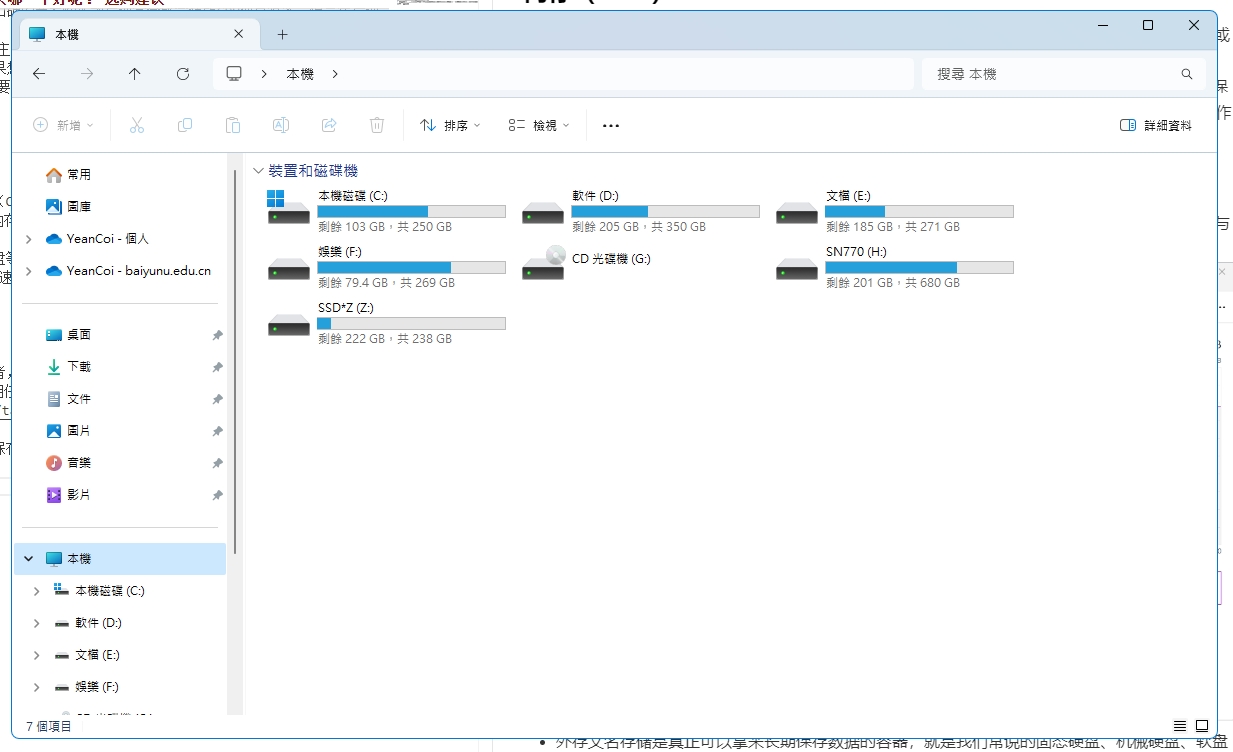 本機
本機
搜尋 本機
新增
排序
檢視
詳細資料
常用
圖庫
YeanCoi - 個人
YeanCoi - baiyunu.edu.cn
桌面
下載
文件
圖片
音樂
影片
本機
本機磁碟 (C:)
軟件 (D:)
文檔 (E:)
娛樂 (F:)
裝置和磁碟機
本機磁碟 (C:)
剩餘 103 GB，共 250 GB
軟件 (D:)
剩餘 205 GB，共 350 GB
文檔 (E:)
剩餘 185 GB，共 271 GB
娛樂 (F:)
剩餘 79.4 GB，共 269 GB
CD 光碟機 (G:)
SN770 (H:)
剩餘 201 GB，共 680 GB
SSD*Z (Z:)
剩餘 222 GB，共 238 GB
7 個項目
外存又名存储是真正可以拿来长期保存数据的容器，就是我们常说的固态硬盘、机械硬盘、软盘